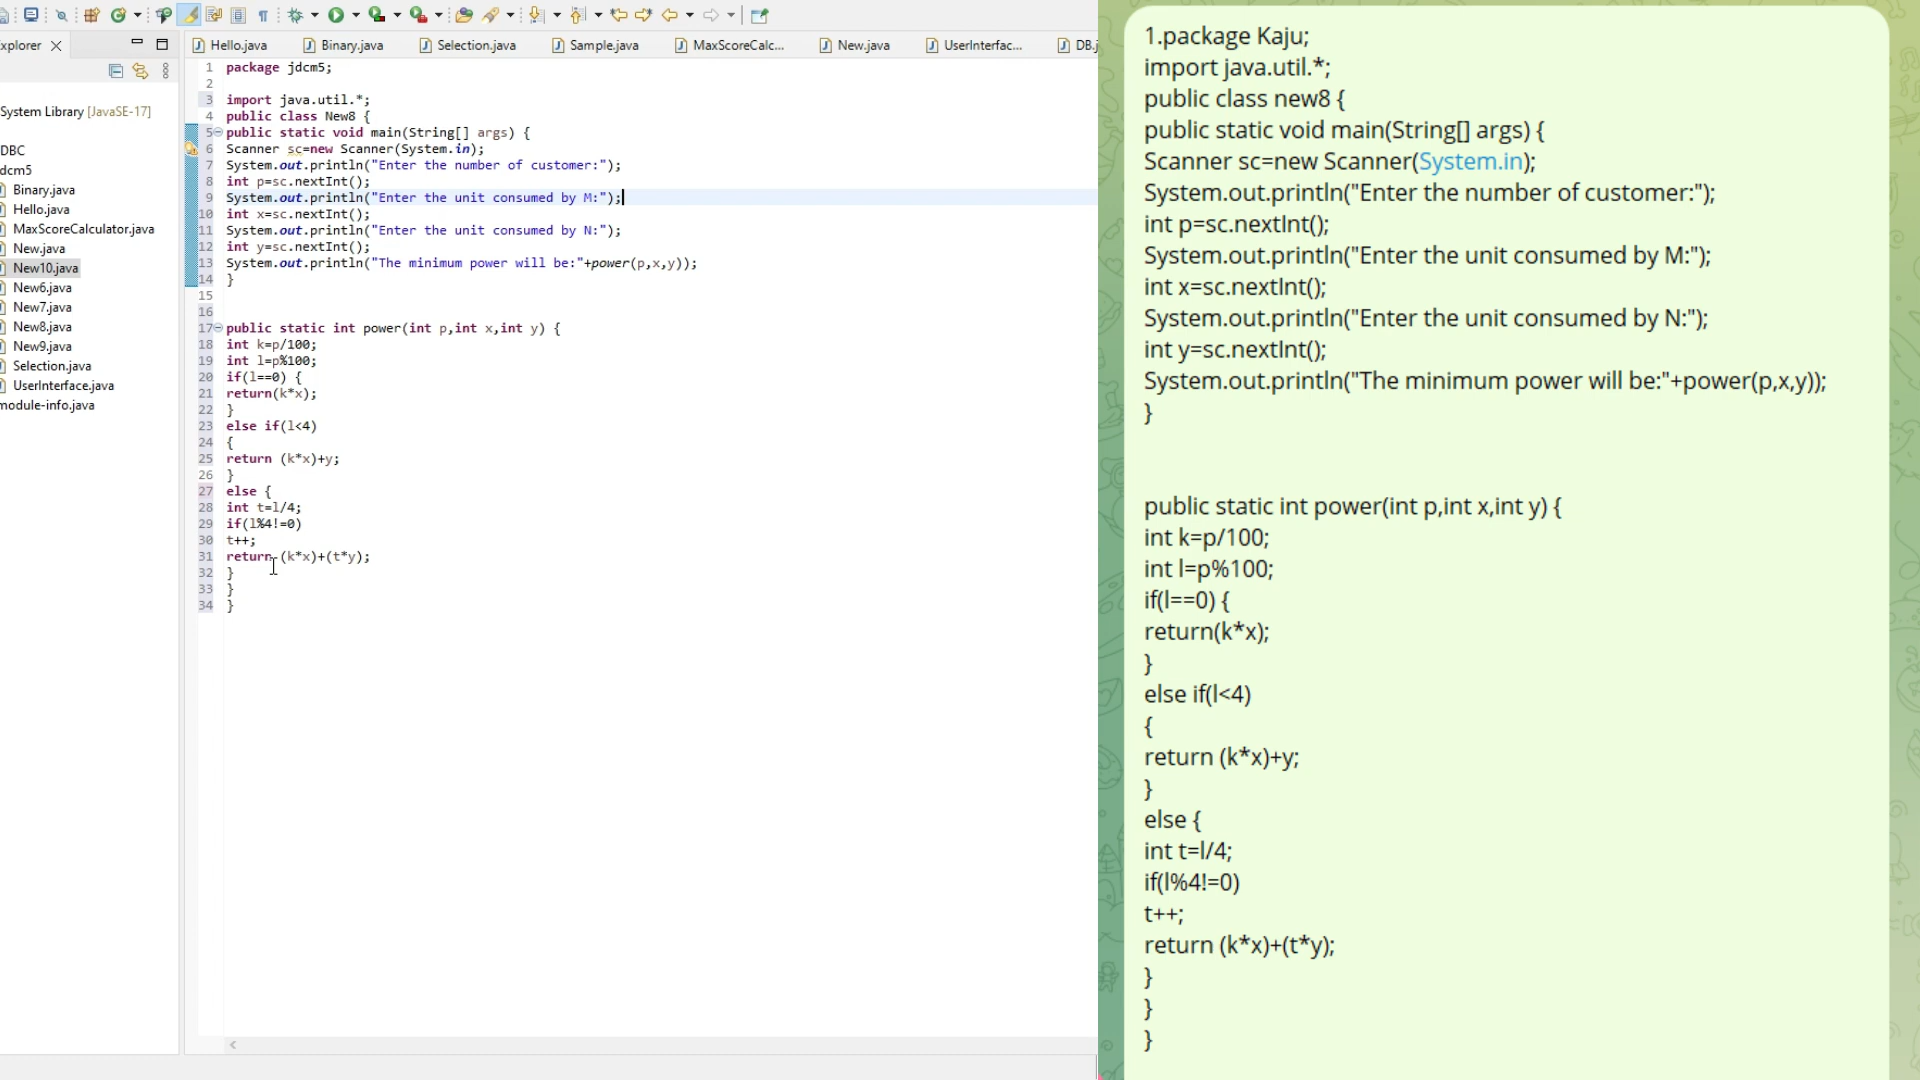 xplorer
Hello.java
Binary.java
Selection.java
Sample.java
MaxScoreCalc...
New.java
UserInterfac...
DB.j
System Library [JavaSE-17]
DBC
dcm5
Binary.java
Hello.java
MaxScoreCalculator.java
New.java
New10.java
New6.java
New7.java
New8.java
New9.java
Selection.java
UserInterface.java
module-info.java
1 package jdcm5;
2
3 import java.util.*;
4 public class New8 {
5 public static void main(String[] args) {
6 Scanner sc=new Scanner(System.in);
7 System.out.println("Enter the number of customer:");
8 int p=sc.nextInt();
9 System.out.println("Enter the unit consumed by M:");
10 int x=sc.nextInt();
11 System.out.println("Enter the unit consumed by N:");
12 int y=sc.nextInt();
13 System.out.println("The minimum power will be:"+power(p,x,y));
14 }
15
16
17 public static int power(int p,int x,int y) {
18 int k=p/100;
19 int l=p%100;
20 if(l==0) {
21 return(k*x);
22 }
23 else if(l<4)
24 {
25 return (k*x)+y;
26 }
27 else {
28 int t=l/4;
29 if(l%4!=0)
30 t++;
31 return (k*x)+(t*y);
32 }
33 }
34 }
1.package Kaju;
import java.util.*;
public class new8 {
public static void main(String[] args) {
Scanner sc=new Scanner(System.in);
System.out.println("Enter the number of customer:");
int p=sc.nextInt();
System.out.println("Enter the unit consumed by M:");
int x=sc.nextInt();
System.out.println("Enter the unit consumed by N:");
int y=sc.nextInt();
System.out.println("The minimum power will be:"+power(p,x,y));
}
public static int power(int p,int x,int y) {
int k=p/100;
int l=p%100;
if(l==0) {
return(k*x);
}
else if(l<4)
{
return (k*x)+y;
}
else {
int t=l/4;
if(l%4!=0)
t++;
return (k*x)+(t*y);
}
}
}